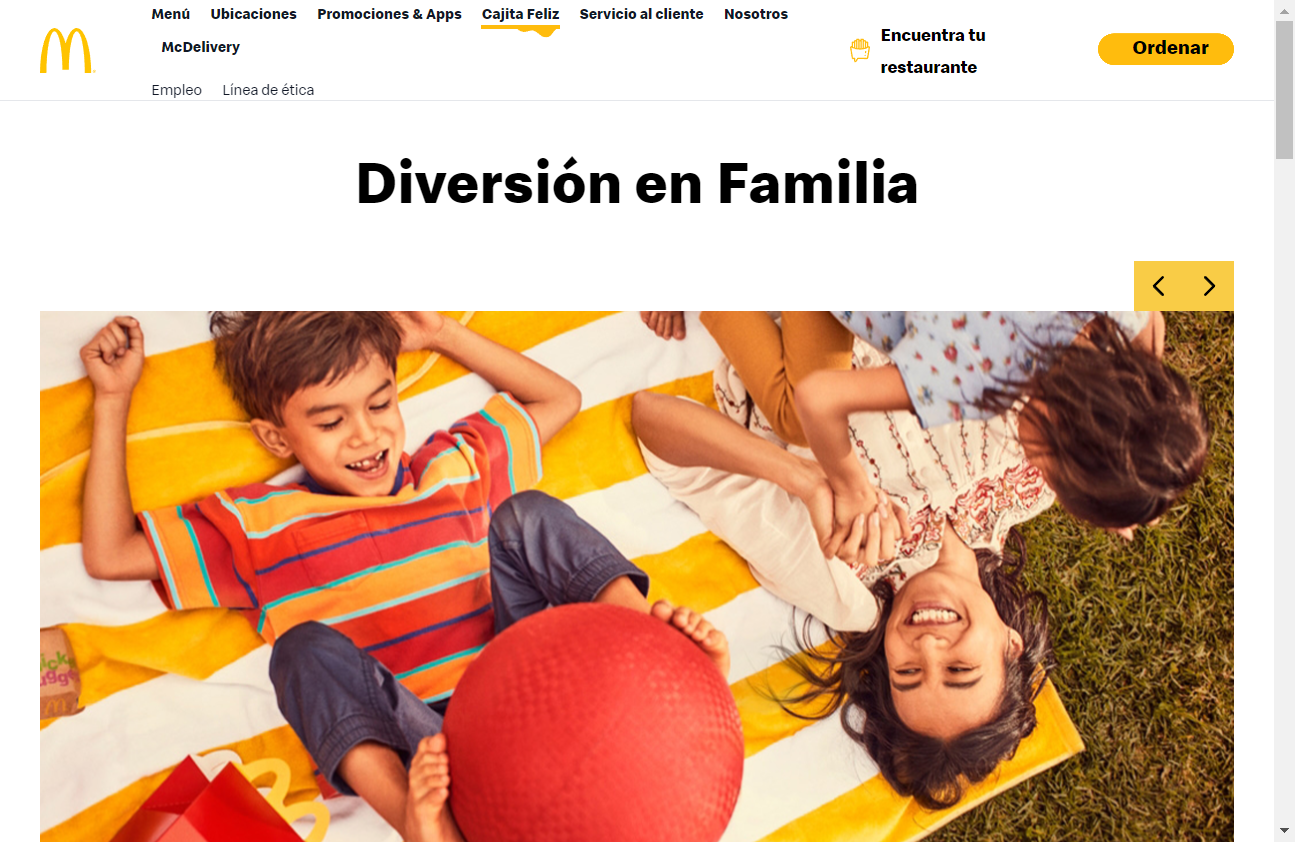 Menú Ubicaciones Promociones & Apps Cajita Feliz Servicio al cliente Nosotros
McDelivery
Empleo Línea de ética
Encuentra tu
restaurante
Ordenar
Diversión en Familia